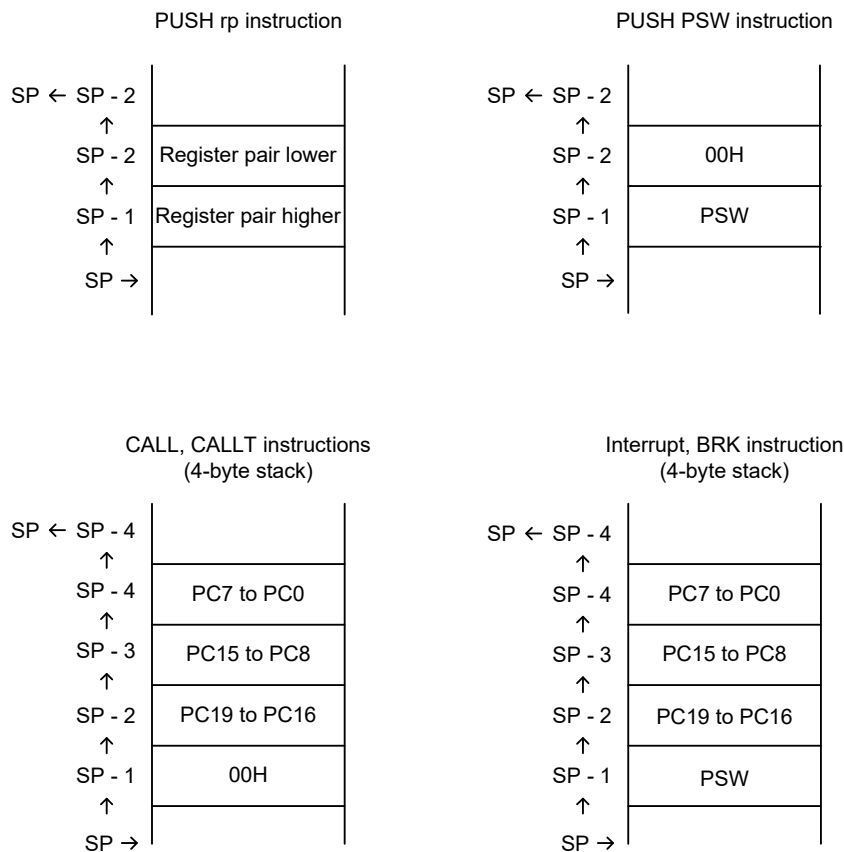 PUSH rp instruction
SP ← SP - 2
↑
SP - 2 Register pair lower
↑
SP - 1 Register pair higher
↑
SP →
PUSH PSW instruction
SP ← SP - 2
↑
SP - 2 00H
↑
SP - 1 PSW
↑
SP →
CALL, CALLT instructions
(4-byte stack)
SP ← SP - 4
↑
SP - 4 PC7 to PC0
↑
SP - 3 PC15 to PC8
↑
SP - 2 PC19 to PC16
↑
SP - 1 00H
↑
SP →
Interrupt, BRK instruction
(4-byte stack)
SP ← SP - 4
↑
SP - 4 PC7 to PC0
↑
SP - 3 PC15 to PC8
↑
SP - 2 PC19 to PC16
↑
SP - 1 PSW
↑
SP →